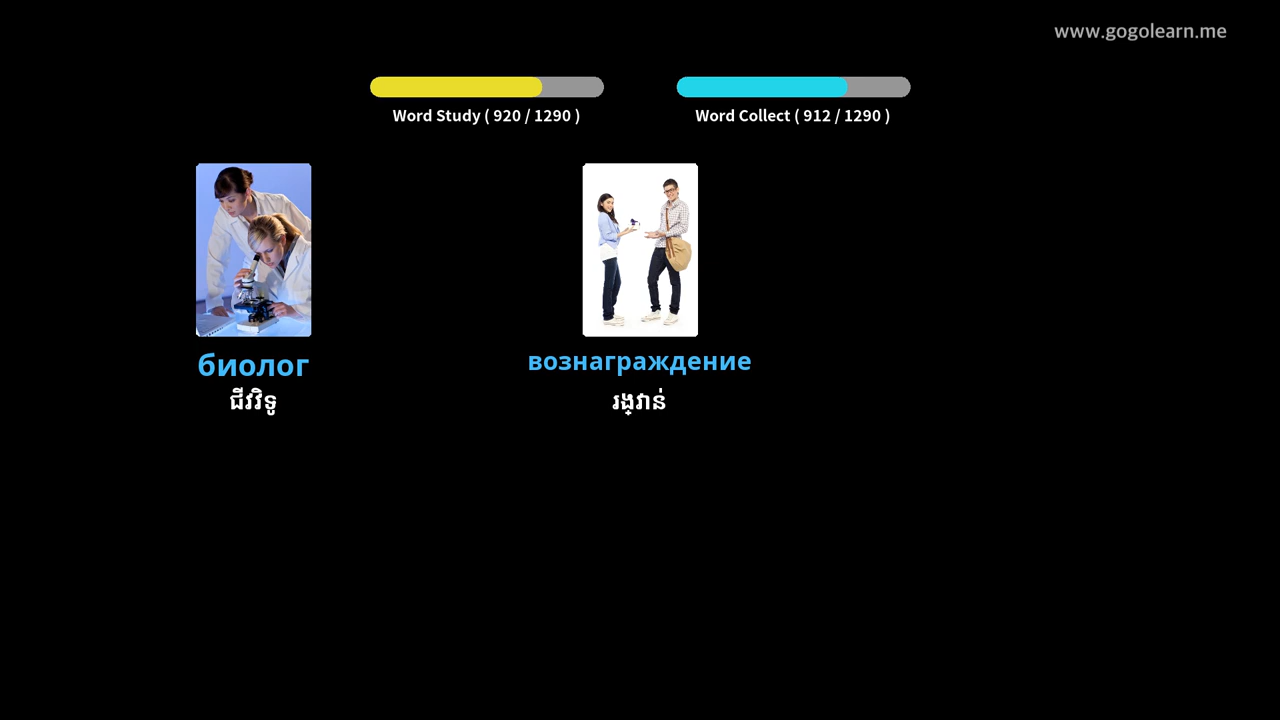 www.gogolearn.me
Word Study ( 920 / 1290 )
Word Collect ( 912 / 1290 )
биолог
ជីវវិទូ
вознаграждение
រង្វាន់